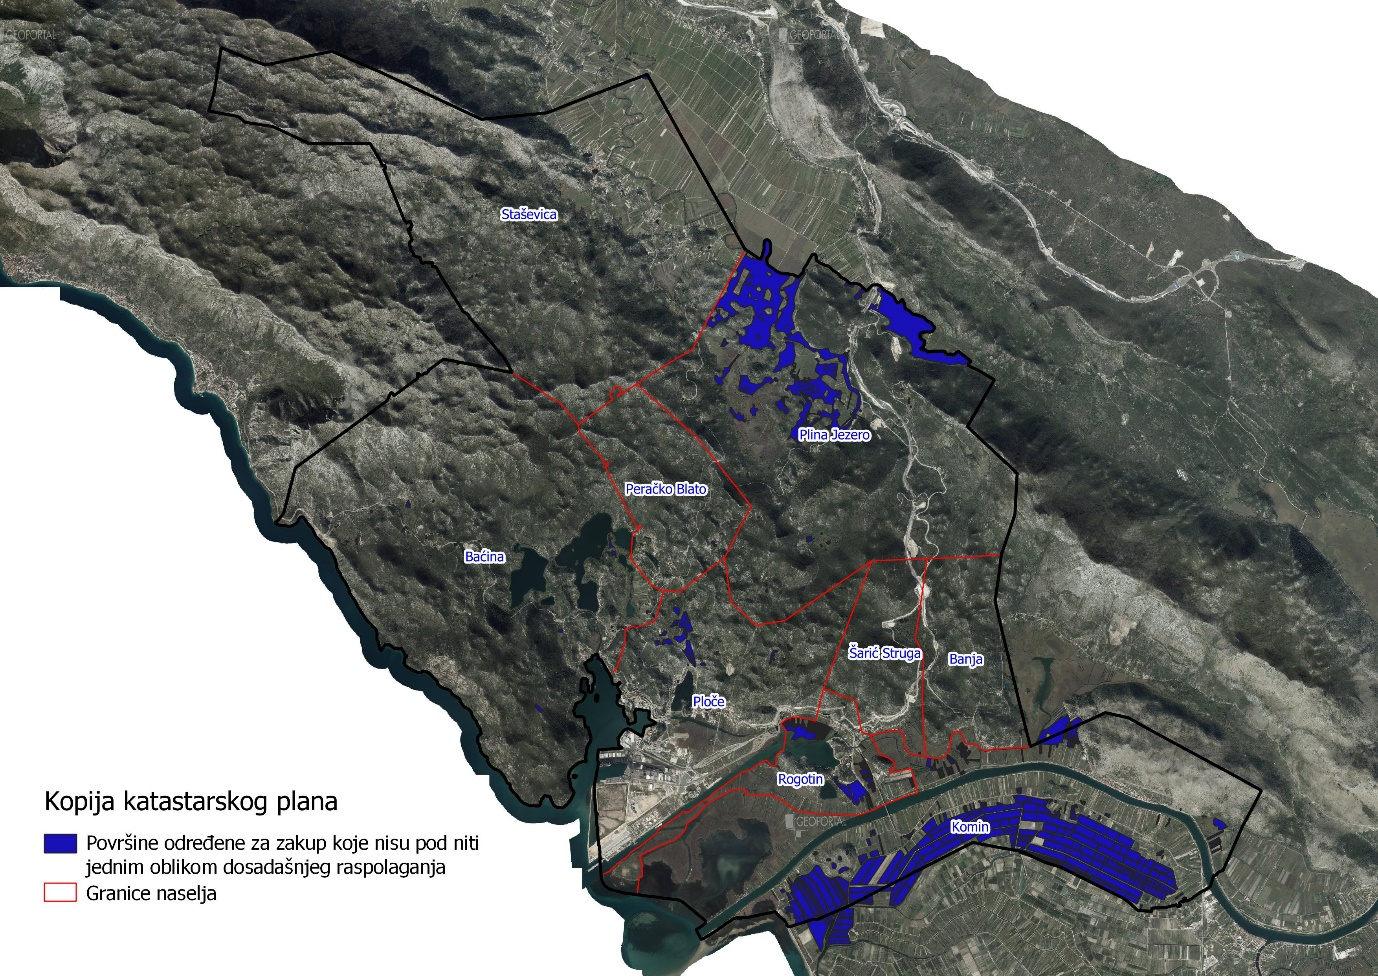 GEOPORTAL
GEOPORTAL
Staševica
Plina Jezero
Peračko Blato
Baćina
Šarić Struga
Banja
Ploče
Rogotin
GEOPORTAL
Komin
Kopija katastarskog plana
Površine određene za zakup koje nisu pod niti
jednim oblikom dosadašnjeg raspolaganja
Granice naselja